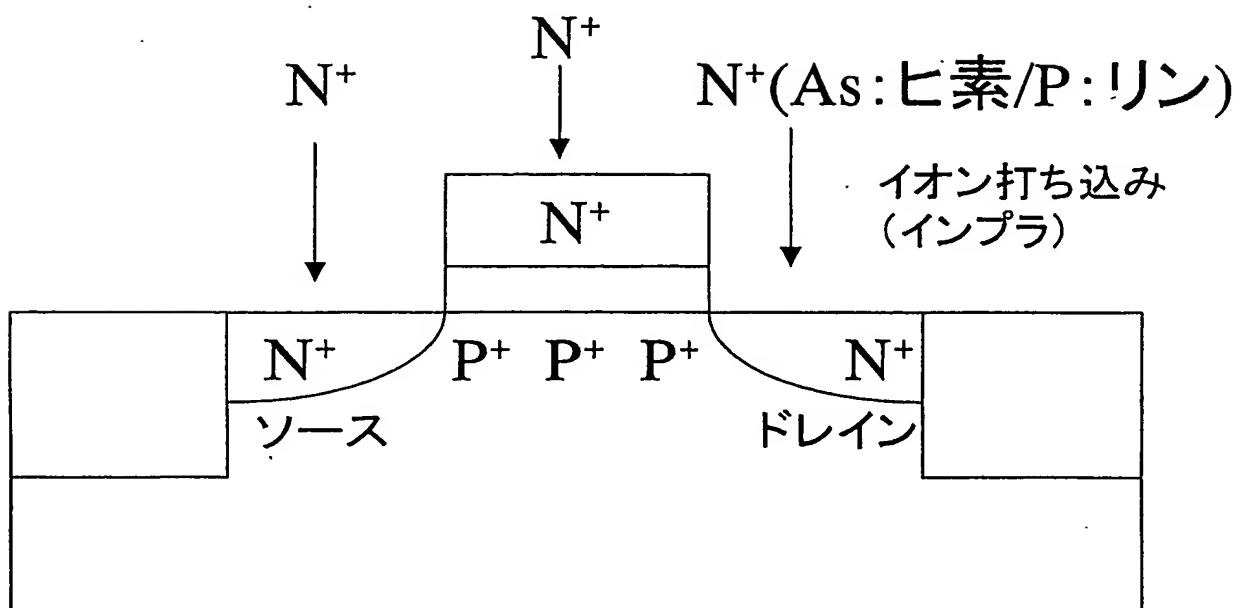 N⁺
N⁺
N⁺(As:ヒ素/P:リン)
イオン打ち込み
(インプラ)
N⁺
N⁺ P⁺ P⁺ P⁺ N⁺
ソース ドレイン